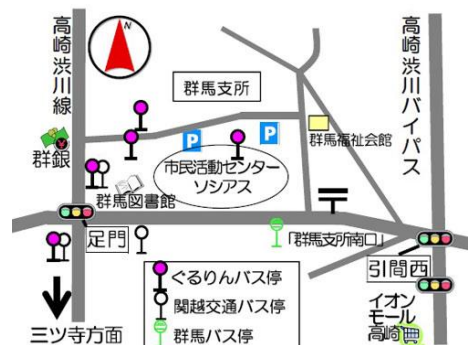 高崎渋川線
N
群馬支所
高崎渋川バイパス
P
P
群馬福祉会館
群銀
市民活動センター
ソシアス
群馬図書館
〒
足門
「群馬支所南口」
引間西
ぐるりんバス停
関越交通バス停
群馬バス停
三ツ寺方面
イオン
モール
高崎